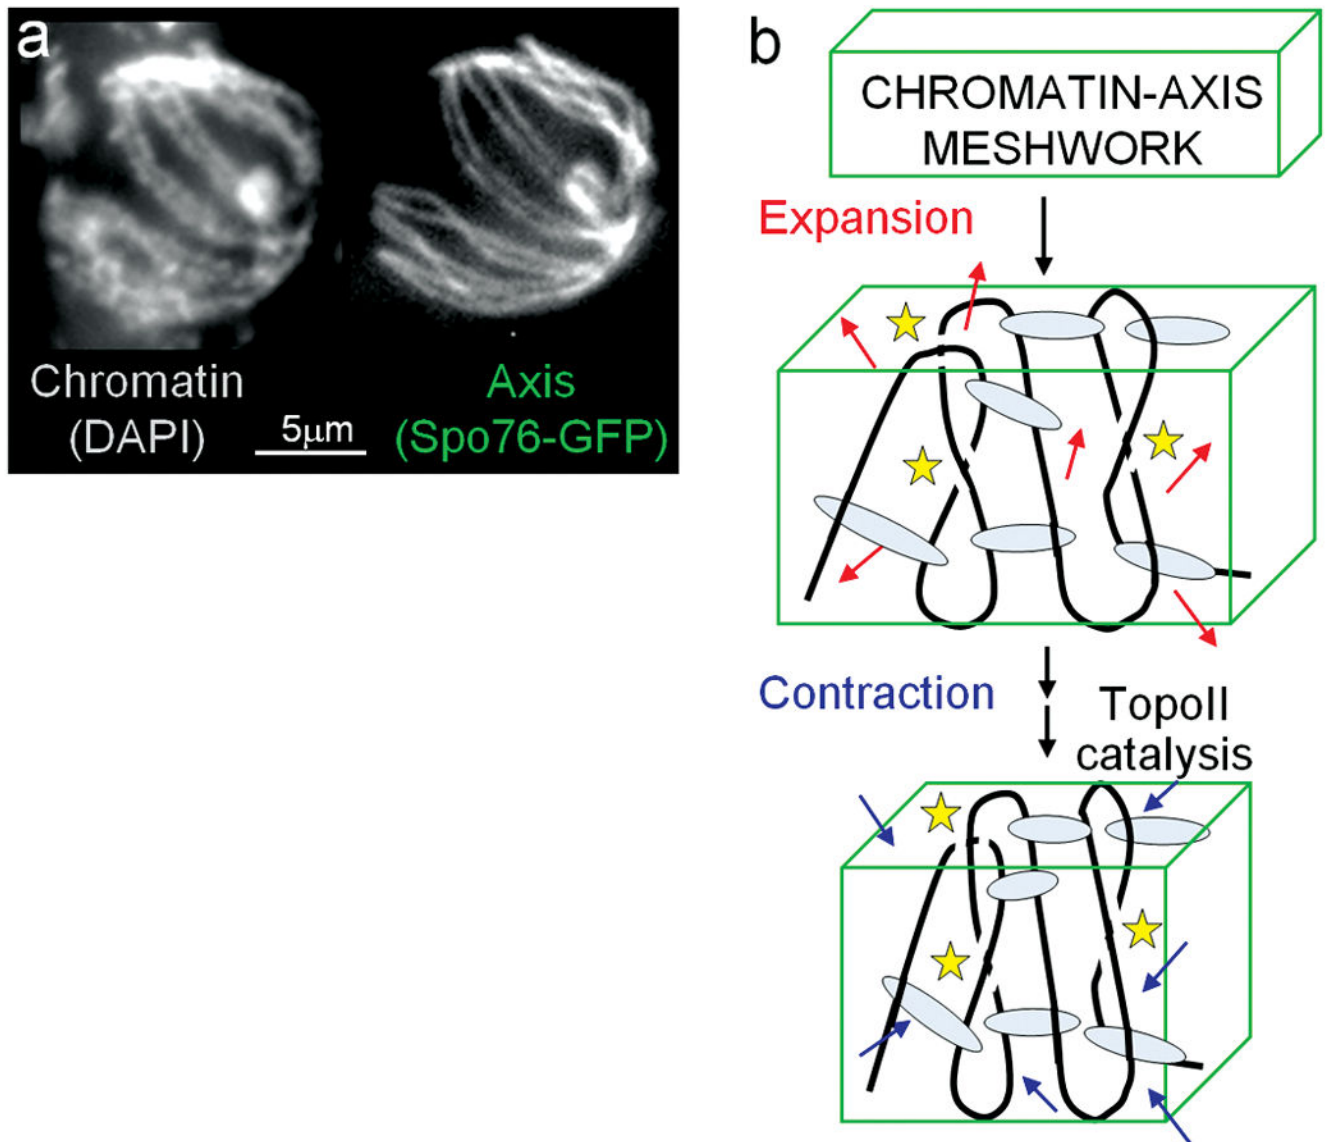 a
Chromatin
(DAPI)
5μm
Axis
(Spo76-GFP)
b
CHROMATIN-AXIS
MESHWORK
Expansion
Contraction
TopoII
catalysis